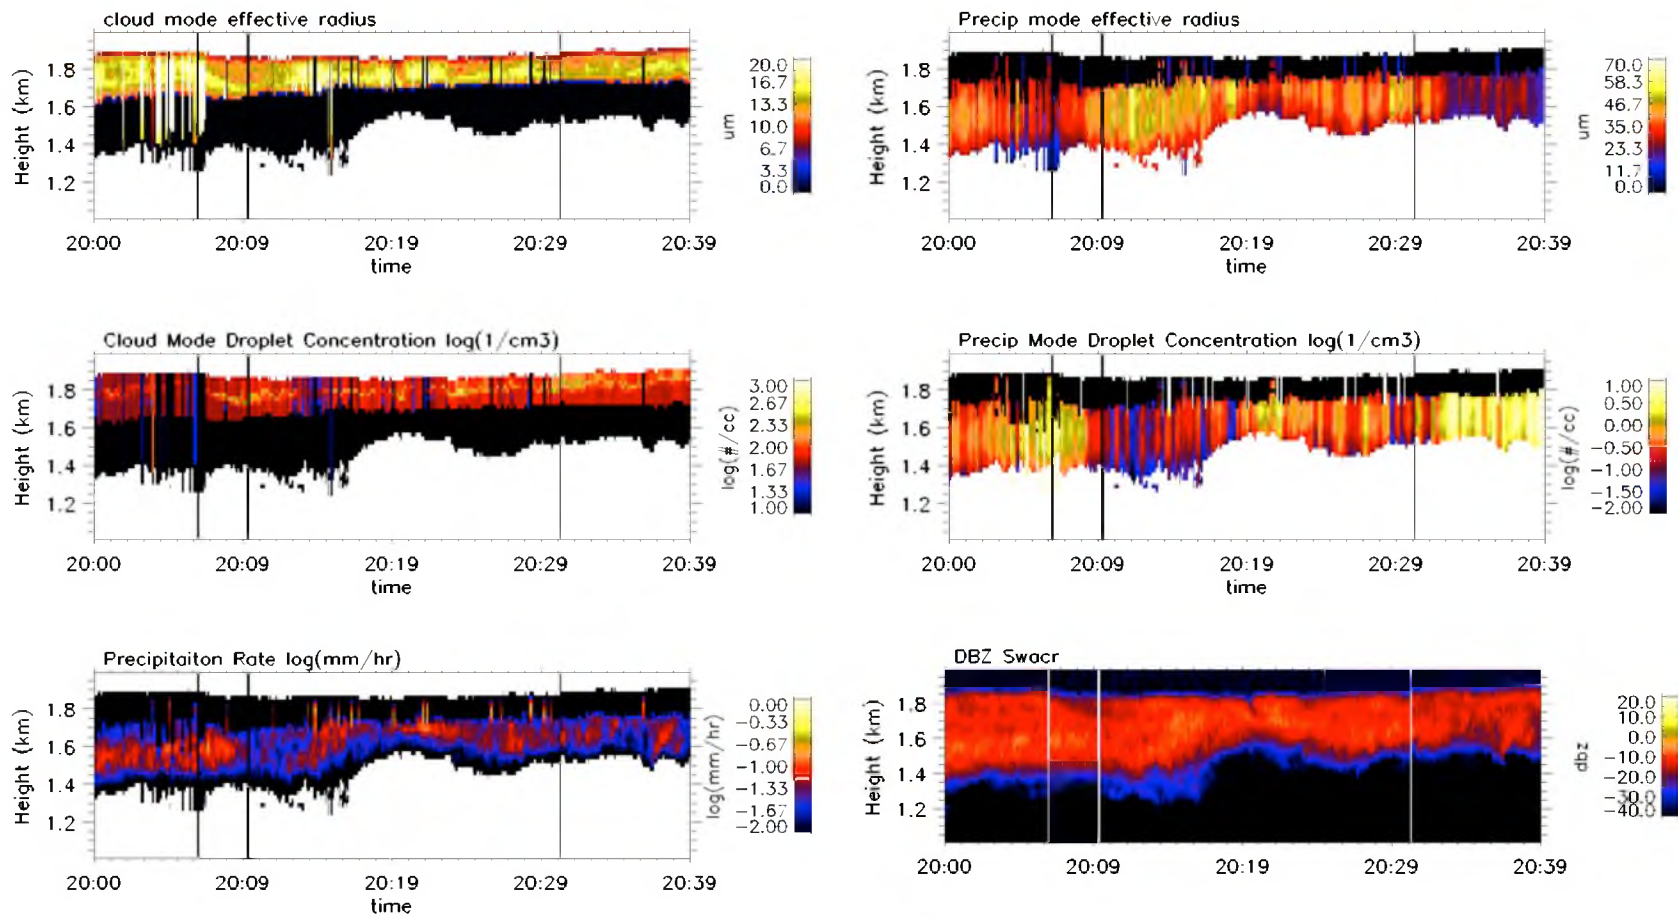 cloud mode effective radius
Height (km)
1.8
1.6
1.4
1.2
20:00 20:09 20:19 20:29 20:39
time
20.0
16.7
13.3
10.0
6.7
3.3
0.0
um
Precip mode effective radius
Height (km)
1.8
1.6
1.4
1.2
20:00 20:09 20:19 20:29 20:39
time
70.0
58.3
46.7
35.0
23.3
11.7
0.0
um
Cloud Mode Droplet Concentration log(1/cm3)
Height (km)
1.8
1.6
1.4
1.2
20:00 20:09 20:19 20:29 20:39
time
3.00
2.67
2.33
2.00
1.67
1.33
1.00
log(#/cc)
Precip Mode Droplet Concentration log(1/cm3)
Height (km)
1.8
1.6
1.4
1.2
20:00 20:09 20:19 20:29 20:39
time
1.00
0.50
0.00
-0.50
-1.00
-1.50
-2.00
log(#/cc)
Precipitaiton Rate log(mm/hr)
Height (km)
1.8
1.6
1.4
1.2
20:00 20:09 20:19 20:29 20:39
time
0.00
-0.33
-0.67
-1.00
-1.33
-1.67
-2.00
log(mm/hr)
DBZ Swacr
Height (km)
1.8
1.6
1.4
1.2
20:00 20:09 20:19 20:29 20:39
20.0
10.0
0.0
-10.0
-20.0
-30.0
-40.0
dbz